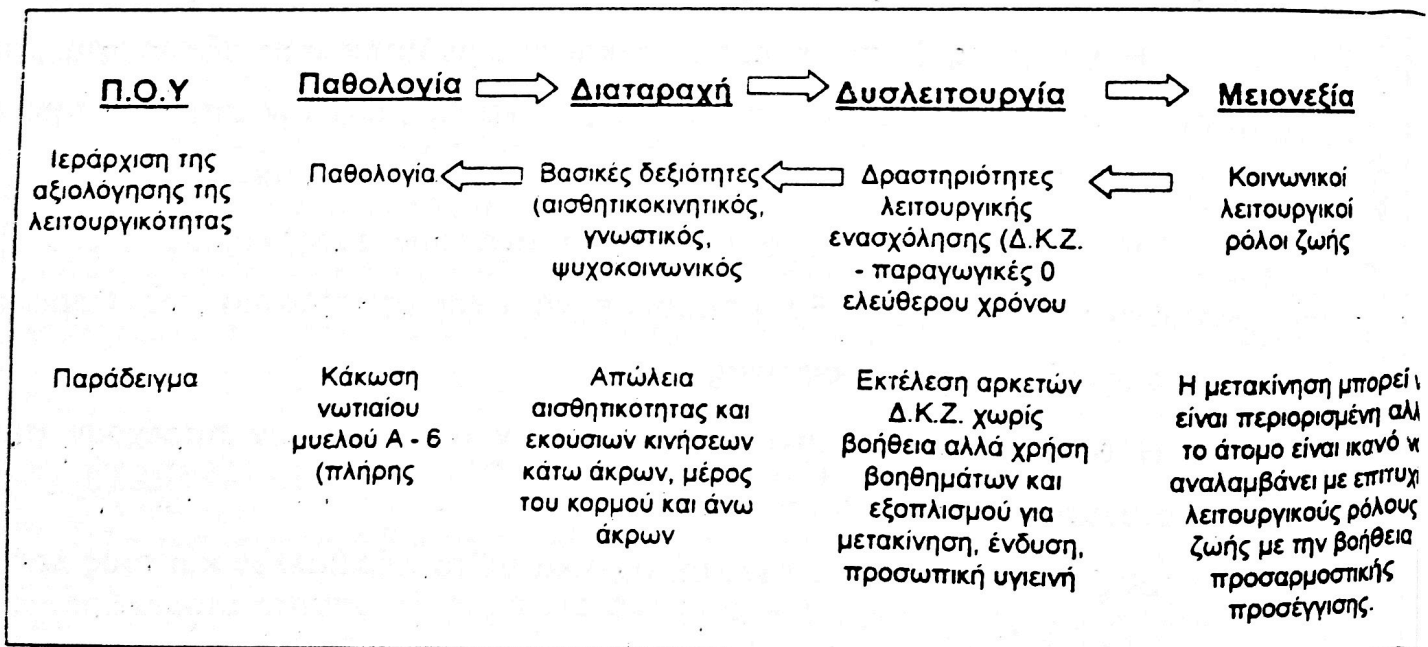 Π.Ο.Υ
Παθολογία
Διαταραχή
Δυσλειτουργία
Μειονεξία
Ιεράρχιση της
αξιολόγησης της
λειτουργικότητας
Παθολογία
Βασικές δεξιότητες
(αισθητικοκινητικός,
γνωστικός,
ψυχοκοινωνικός
Δραστηριότητες
λειτουργικής
ενασχόλησης (Δ.Κ.Ζ.
- παραγωγικές 0
ελεύθερου χρόνου
Κοινωνικοί
λειτουργικοί
ρόλοι ζωής
Παράδειγμα
Κάκωση
νωτιαίου
μυελού Α - 6
(πλήρης
Απώλεια
αισθητικότητας και
εκουσιων κινήσεων
κάτω άκρων, μέρος
του κορμού και άνω
άκρων
Εκτέλεση αρκετών
Δ.Κ.Ζ. χωρίς
βοήθεια αλλά χρήση
βοηθημάτων και
εξοπλισμού για
μετακίνηση, ένδυση,
προσωπική υγιεινή
Η μετακίνηση μπορεί
είναι περιορισμένη
το άτομο είναι ικανό
αναλαμβάνει με
λειτουργικούς ρόλους
ζωής με την βοήθεια
προσαρμοστικής
προσέγγισης.